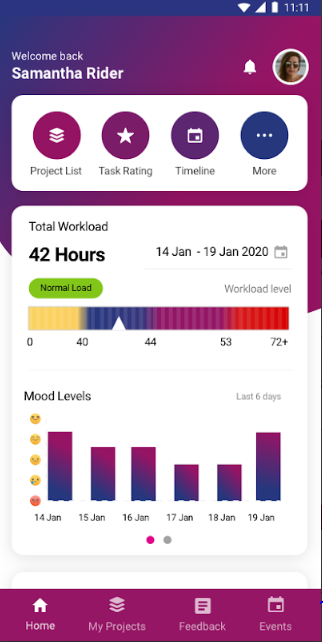 11:11
Welcome back
Samantha Rider
Project List Task Rating Timeline More
Total Workload
42 Hours 14 Jan - 19 Jan 2020
Normal Load Workload level
0 40 44 53 72+
Mood Levels Last 6 days
14 Jan 15 Jan 16 Jan 17 Jan 18 Jan 19 Jan
Home My Projects Feedback Events